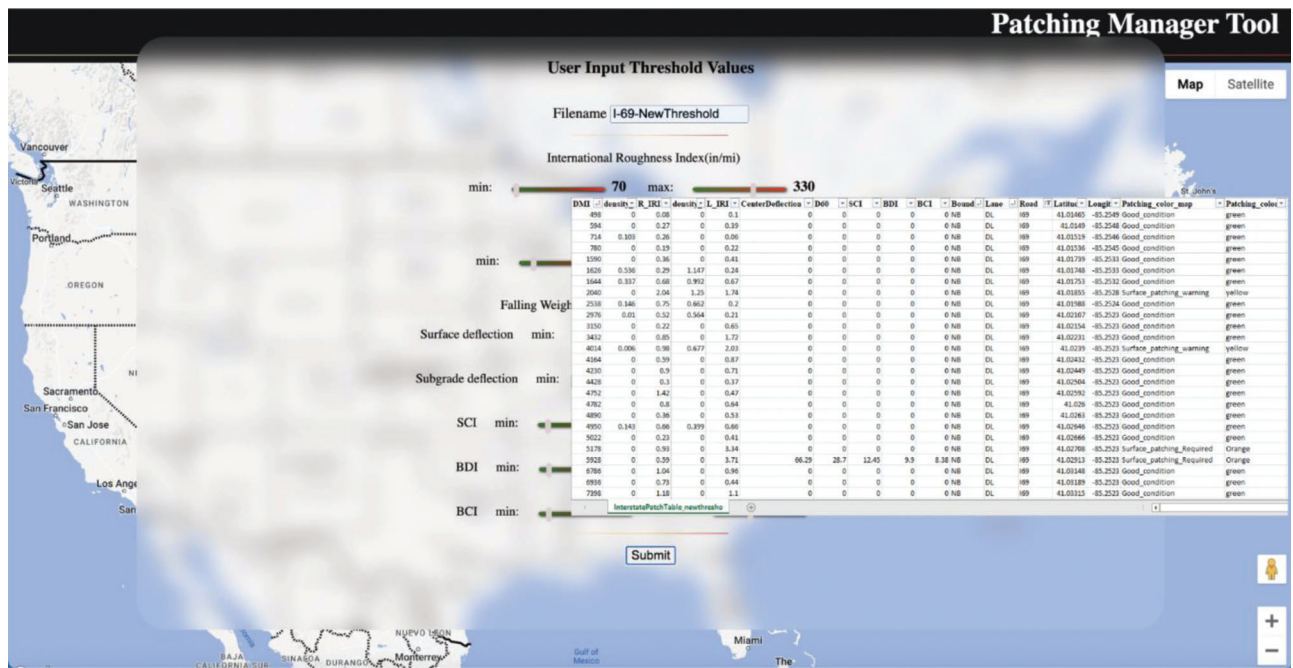 Patching Manager Tool
User Input Threshold Values
Map Satellite
Filename I-69-NewThreshold
International Roughness Index(in/mi)
min: 70 max: 330
Vancouver
Victoria
Seattle
WASHINGTON
Portland
OREGON
Sacramento
San Francisco
San Jose
CALIFORNIA
Los Ange
San
St. John's
min:
Falling Weigh
Surface deflection min:
Subgrade deflection min:
SCI min:
BDI min:
BCI min:
DMI density R_IRI density L_IRI CenterDeflection D60 SCI BDI BCI Bound Lane Road Latitud Longit Patching_color_map Patching_color
498 0 0.08 0 0.1 0 0 0 0 0 NB DL I69 41.01465 -85.2549 Good_condition green
594 0 0.27 0 0.39 0 0 0 0 0 NB DL I69 41.0149 -85.2548 Good_condition green
714 0.103 0.26 0 0.06 0 0 0 0 0 NB DL I69 41.01519 -85.2546 Good_condition green
780 0 0.19 0 0.22 0 0 0 0 0 NB DL I69 41.01536 -85.2545 Good_condition green
1590 0 0.36 0 0.41 0 0 0 0 0 NB DL I69 41.01739 -85.2533 Good_condition green
1626 0.536 0.29 1.147 0.24 0 0 0 0 0 NB DL I69 41.01748 -85.2533 Good_condition green
1644 0.337 0.68 0.992 0.67 0 0 0 0 0 NB DL I69 41.01753 -85.2532 Good_condition green
2040 0 2.04 1.25 1.74 0 0 0 0 0 NB DL I69 41.01855 -85.2528 Surface_patching_warning yellow
2538 0.146 0.75 0.662 0.2 0 0 0 0 0 NB DL I69 41.01988 -85.2524 Good_condition green
2976 0.01 0.52 0.564 0.21 0 0 0 0 0 NB DL I69 41.02107 -85.2523 Good_condition green
3150 0 0.22 0 0.65 0 0 0 0 0 NB DL I69 41.02154 -85.2523 Good_condition green
3432 0 0.85 0 1.72 0 0 0 0 0 NB DL I69 41.02231 -85.2523 Good_condition green
4014 0.006 0.98 0.677 2.03 0 0 0 0 0 NB DL I69 41.0239 -85.2523 Surface_patching_warning yellow
4164 0 0.59 0 0.87 0 0 0 0 0 NB DL I69 41.02432 -85.2523 Good_condition green
4230 0 0.9 0 0.71 0 0 0 0 0 NB DL I69 41.02449 -85.2523 Good_condition green
4428 0 0.3 0 0.37 0 0 0 0 0 NB DL I69 41.02504 -85.2523 Good_condition green
4752 0 1.42 0 0.47 0 0 0 0 0 NB DL I69 41.02592 -85.2523 Good_condition green
4782 0 0.8 0 0.64 0 0 0 0 0 NB DL I69 41.026 -85.2523 Good_condition green
4890 0 0.36 0 0.53 0 0 0 0 0 NB DL I69 41.0263 -85.2523 Good_condition green
4950 0.143 0.66 0.399 0.66 0 0 0 0 0 NB DL I69 41.02646 -85.2523 Good_condition green
5022 0 0.23 0 0.41 0 0 0 0 0 NB DL I69 41.02666 -85.2523 Good_condition green
5178 0 0.93 0 3.34 0 0 0 0 0 NB DL I69 41.02708 -85.2523 Surface_patching_Required Orange
5928 0 0.59 0 3.71 66.29 28.7 12.45 9.9 8.38 NB DL I69 41.02913 -85.2523 Surface_patching_Required Orange
6786 0 1.04 0 0.96 0 0 0 0 0 NB DL I69 41.03148 -85.2523 Good_condition green
6936 0 0.73 0 0.44 0 0 0 0 0 NB DL I69 41.03189 -85.2523 Good_condition green
7398 0 1.18 0 1.1 0 0 0 0 0 NB DL I69 41.03315 -85.2523 Good_condition green
InterstatePatchTable_newthresho
Submit
BAJA
CALIFORNIA SUR
SINALOA
DURANGO
NUEVO LEON
Monterrey
Gulf of
Mexico
Miami
The